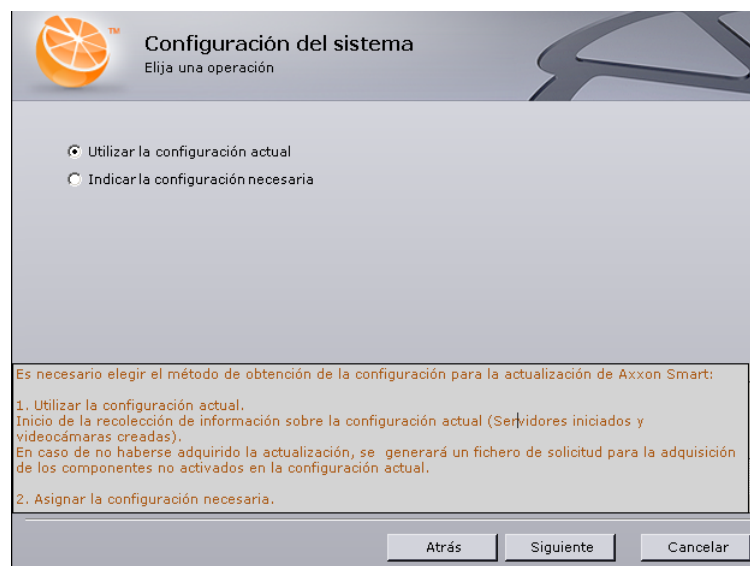 TM
Configuración del sistema
Elija una operación
Utilizar la configuración actual
Indicar la configuración necesaria
Es necesario elegir el método de obtención de la configuración para la actualización de Axxon Smart:
1. Utilizar la configuración actual.
Inicio de la recolección de información sobre la configuración actual (Servidores iniciados y
videocámaras creadas).
En caso de no haberse adquirido la actualización, se generará un fichero de solicitud para la adquisición
de los componentes no activados en la configuración actual.
2. Asignar la configuración necesaria.
Atrás
Siguiente
Cancelar